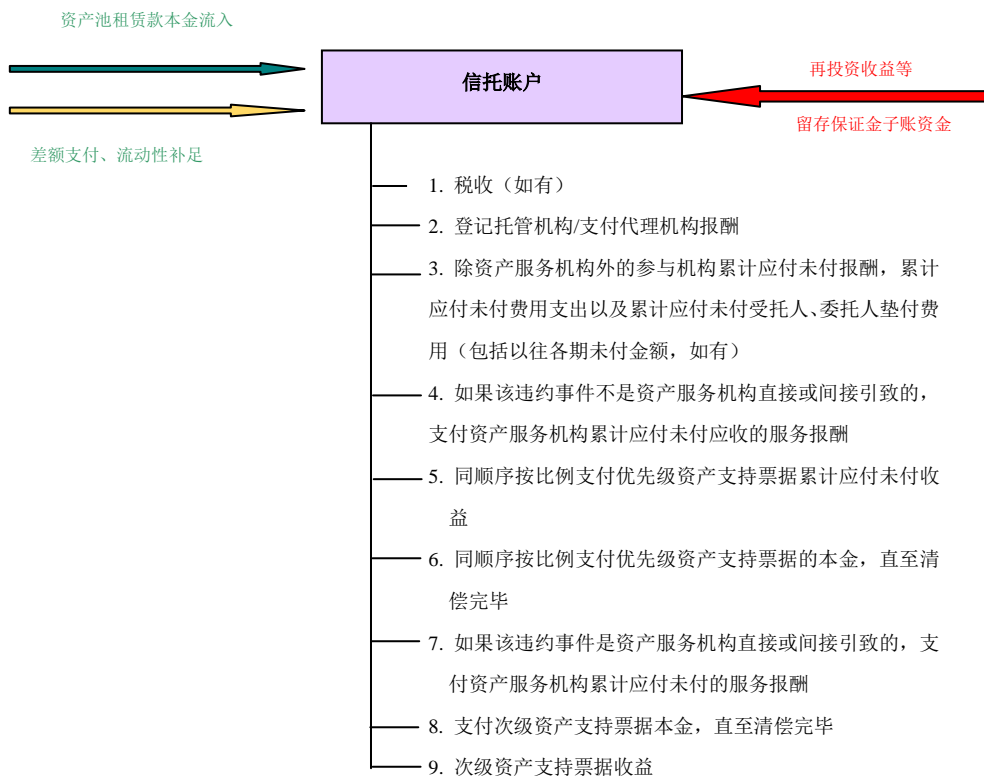 资产池租赁款本金流入
信托账户
再投资收益等
留存保证金子账资金
差额支付、流动性补足
1. 税收（如有）
2. 登记托管机构/支付代理机构报酬
3. 除资产服务机构外的参与机构累计应付未付报酬，累计
应付未付费用支出以及累计应付未付受托人、委托人垫付费
用（包括以往各期未付金额，如有）
4. 如果该违约事件不是资产服务机构直接或间接引致的，
支付资产服务机构累计应付未付应收的服务报酬
5. 同顺序按比例支付优先级资产支持票据累计应付未付收
益
6. 同顺序按比例支付优先级资产支持票据的本金，直至清
偿完毕
7. 如果该违约事件是资产服务机构直接或间接引致的，支
付资产服务机构累计应付未付的服务报酬
8. 支付次级资产支持票据本金，直至清偿完毕
9. 次级资产支持票据收益